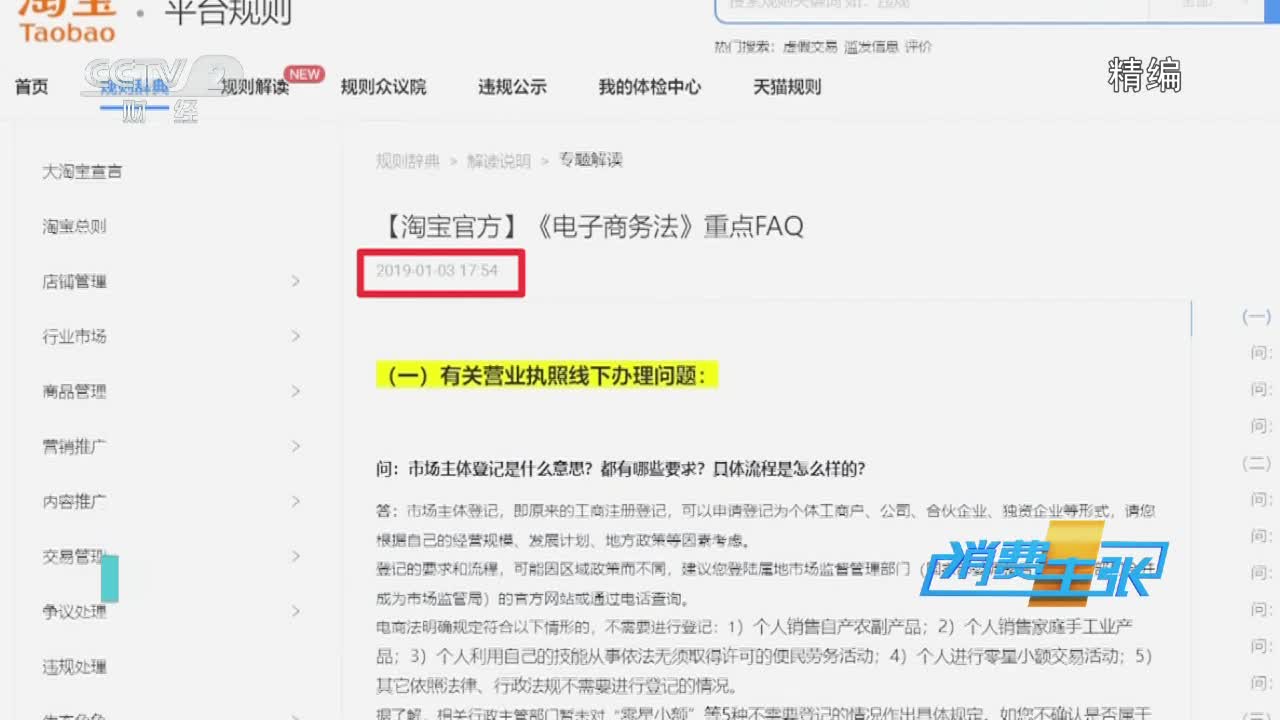 淘宝
Taobao
· 平台规则
热门搜索：虚假交易 滥发信息 评价
首页
规则辞典
规则解读
NEW
规则众议院
违规公示
我的体检中心
天猫规则
CCTV 2
财经
精编
大淘宝宣言
淘宝总则
店铺管理
行业市场
商品管理
营销推广
内容推广
交易管理
争议处理
违规处理
规则辞典 > 解读说明 > 专题解读
【淘宝官方】《电子商务法》重点FAQ
2019-01-03 17:54
（一）有关营业执照线下办理问题：
问：市场主体登记是什么意思？都有哪些要求？具体流程是怎么样的？
答：市场主体登记，即原来的工商注册登记，可以申请登记为个体工商户、公司、合伙企业、独资企业等形式，请您
根据自己的经营规模、发展计划、地方政策等因素考虑。
登记的要求和流程，可能因区域政策而不同，建议您登陆属地市场监督管理部门（
成为市场监管局）的官方网站或通过电话查询。
电商法明确规定符合以下情形的，不需要进行登记：1）个人销售自产农副产品；2）个人销售家庭手工业产
品；3）个人利用自己的技能从事依法无须取得许可的便民劳务活动；4）个人进行零星小额交易活动；5）
其它依照法律、行政法规不需要进行登记的情况。
据了解，相关行政主管部门暂未对“零星小额”等5种不需要登记的情况作出具体规定，如您不确认是否属于
（一）
问：
问：
问：
（二）
问：
问：
问：
问：
问：
问：
消费主张